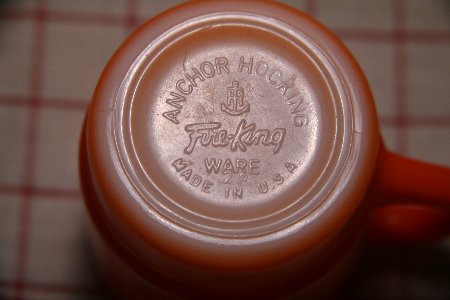 ANCHOR HOCKING
Fire-King
WARE
MADE IN U.S.A.